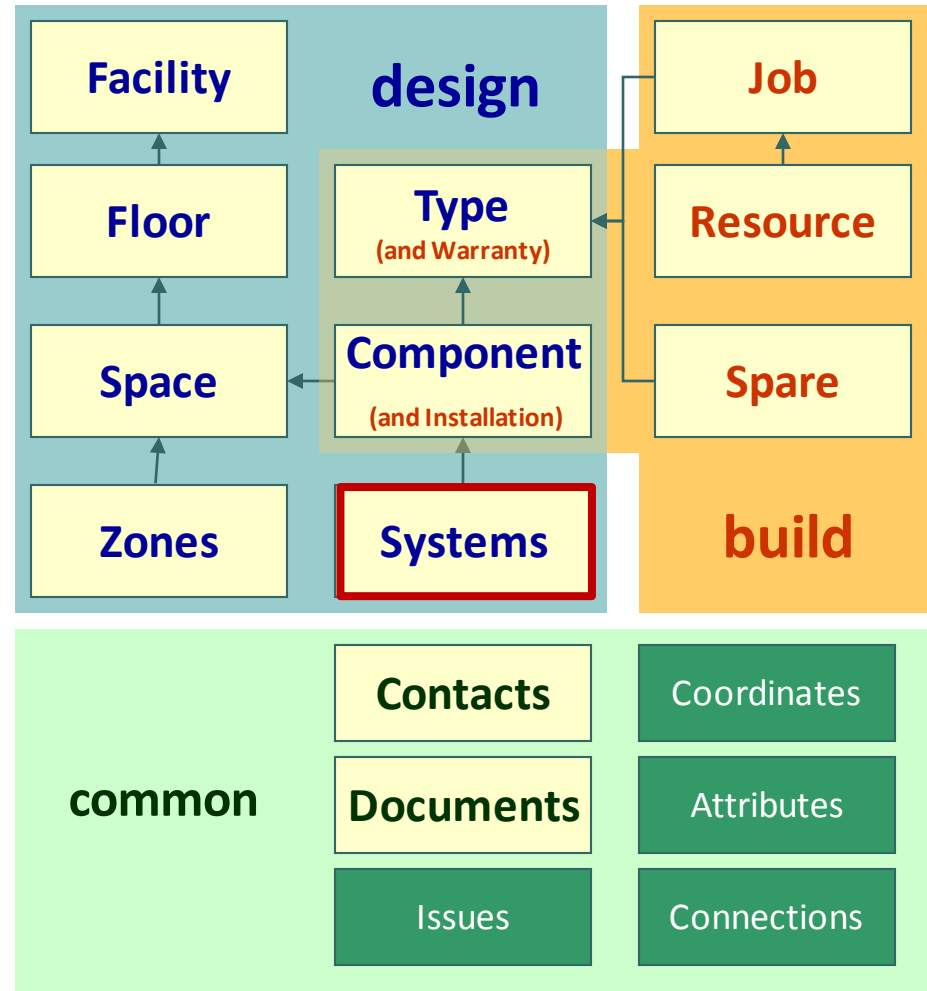 Facility
design
Job
Floor
Type
(and Warranty)
Resource
Space
Component
(and Installation)
Spare
Zones
Systems
build
common
Contacts
Coordinates
Documents
Attributes
Issues
Connections